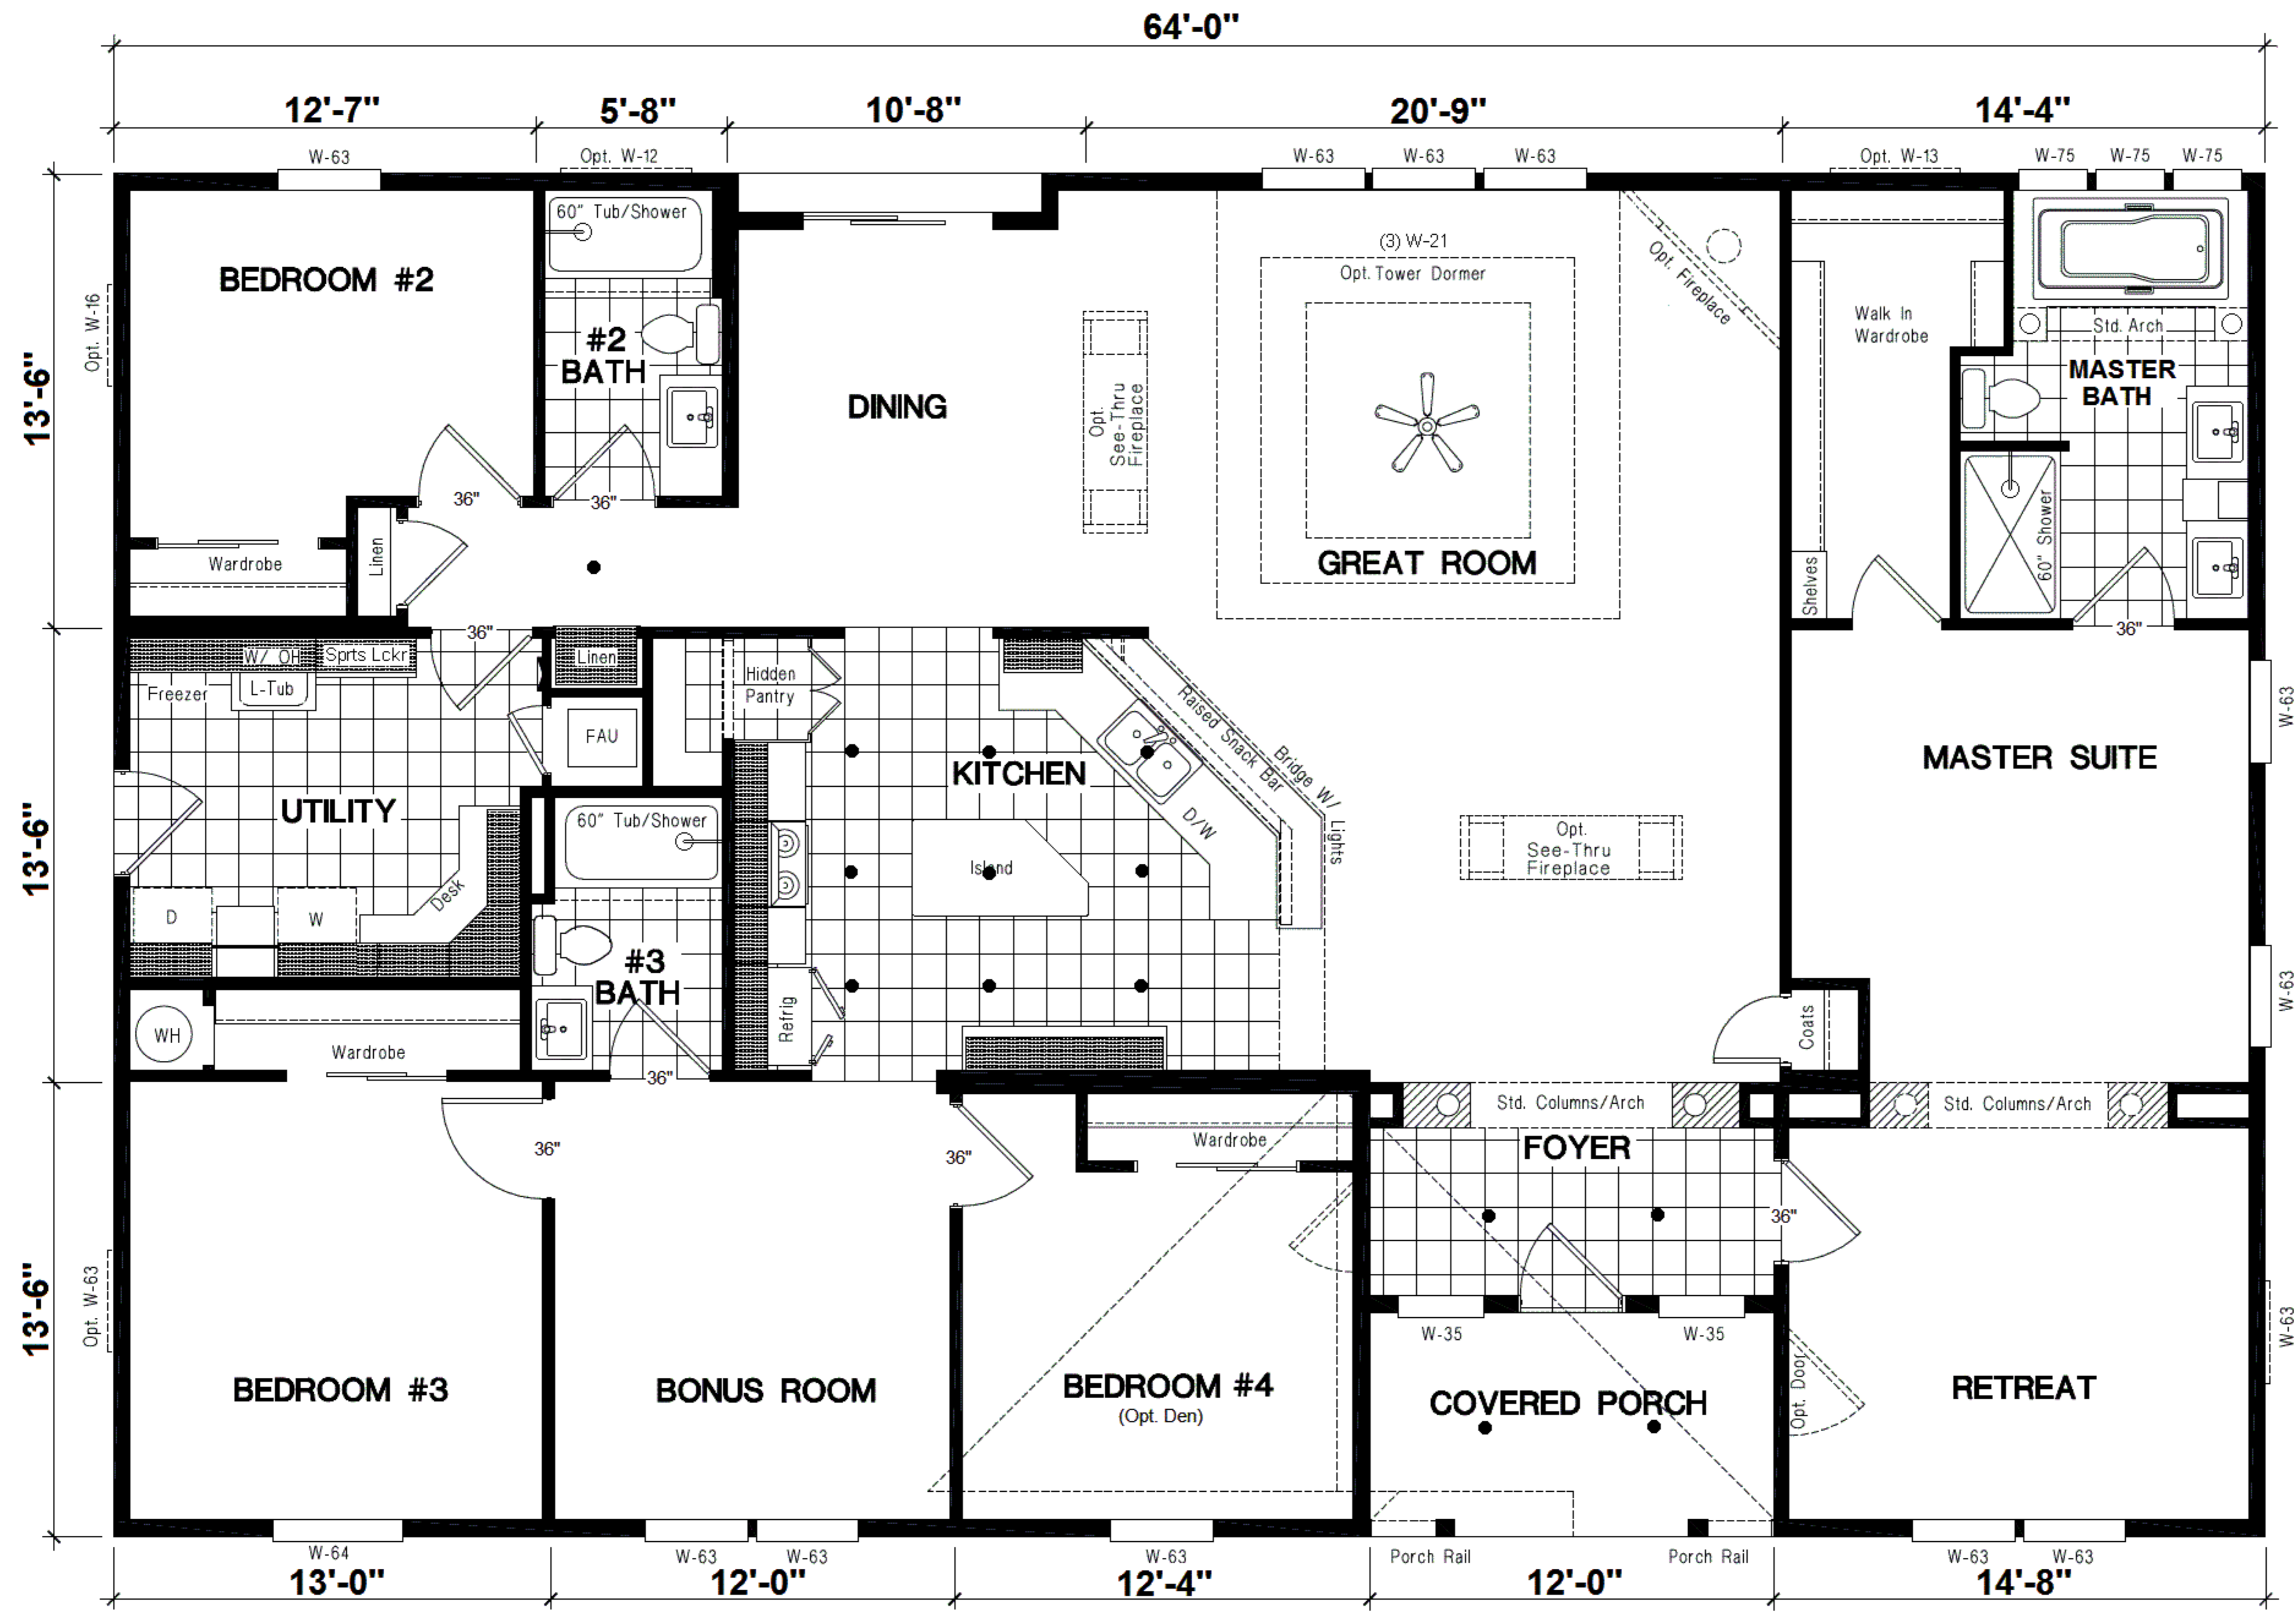 64'-0"
12'-7"
5'-8"
10'-8"
20'-9"
14'-4"
W-63
Opt. W-12
W-63
W-63
W-63
Opt. W-13
W-75
W-75
W-75
60" Tub/Shower
(3) W-21
Opt. Tower Dormer
Opt. Fireplace
BEDROOM #2
Opt. W-16
#2
BATH
Walk In
Wardrobe
Std. Arch
MASTER
BATH
13'-6"
DINING
Opt.
See-Thru
Fireplace
36"
36"
GREAT ROOM
60" Shower
Shelves
Wardrobe
Linen
36"
36"
W/ OH
Sprts Lckr
Linen
Hidden
Pantry
Freezer
L-Tub
FAU
Raised Snack Bar
Bridge W/
Lights
W-63
KITCHEN
MASTER SUITE
UTILITY
60" Tub/Shower
D/W
Opt.
See-Thru
Fireplace
13'-6"
Island
Desk
D
W
#3
BATH
W-63
Refrig
Coats
WH
Wardrobe
36"
Std. Columns/Arch
Std. Columns/Arch
36"
36"
Wardrobe
FOYER
36"
13'-6"
Opt. W-63
W-35
W-35
W-63
BEDROOM #3
BONUS ROOM
BEDROOM #4
(Opt. Den)
COVERED PORCH
Opt. Door
RETREAT
W-64
W-63
W-63
W-63
Porch Rail
Porch Rail
W-63
W-63
13'-0"
12'-0"
12'-4"
12'-0"
14'-8"